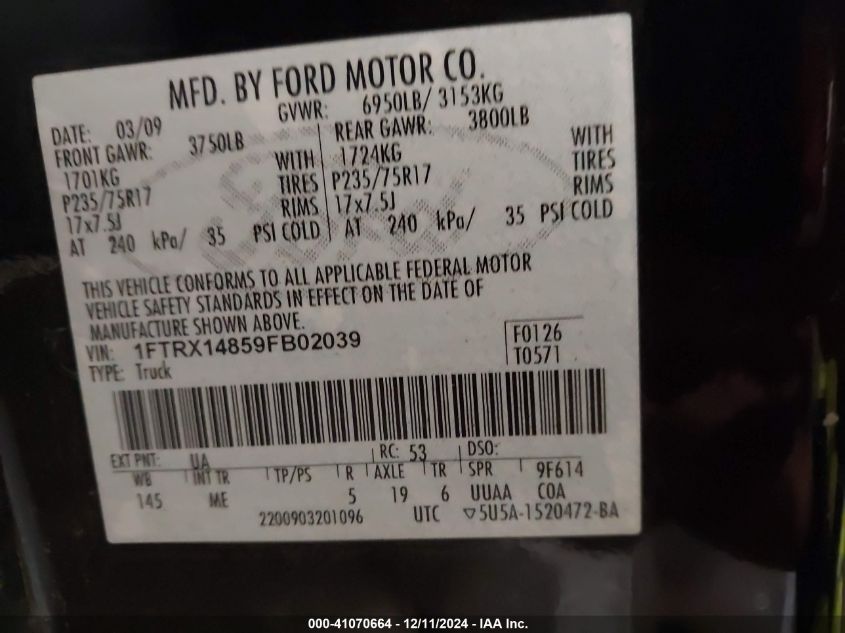 MFD. BY FORD MOTOR CO.
DATE: 03/09 GVWR: 6950LB/ 3153KG
FRONT GAWR: 3750LB REAR GAWR: 3800LB
1701KG WITH 1724KG WITH
P235/75R17 TIRES P235/75R17 TIRES
17x7.5J RIMS 17x7.5J RIMS
AT 240 kPa/ 35 PSI COLD AT 240 kPa/ 35 PSI COLD
THIS VEHICLE CONFORMS TO ALL APPLICABLE FEDERAL MOTOR
VEHICLE SAFETY STANDARDS IN EFFECT ON THE DATE OF
MANUFACTURE SHOWN ABOVE.
VIN: 1FTRX14859FB02039 F0126
TYPE: Truck T0571
EXT PNT: UA RC: 53 DSO:
WB INT TR TP/PS R AXLE TR SPR 9F614
145 ME 5 19 6 UUAA COA
2200903201096 UTC ▽5U5A-1520472-BA
000-41070664 - 12/11/2024 - IAA Inc.